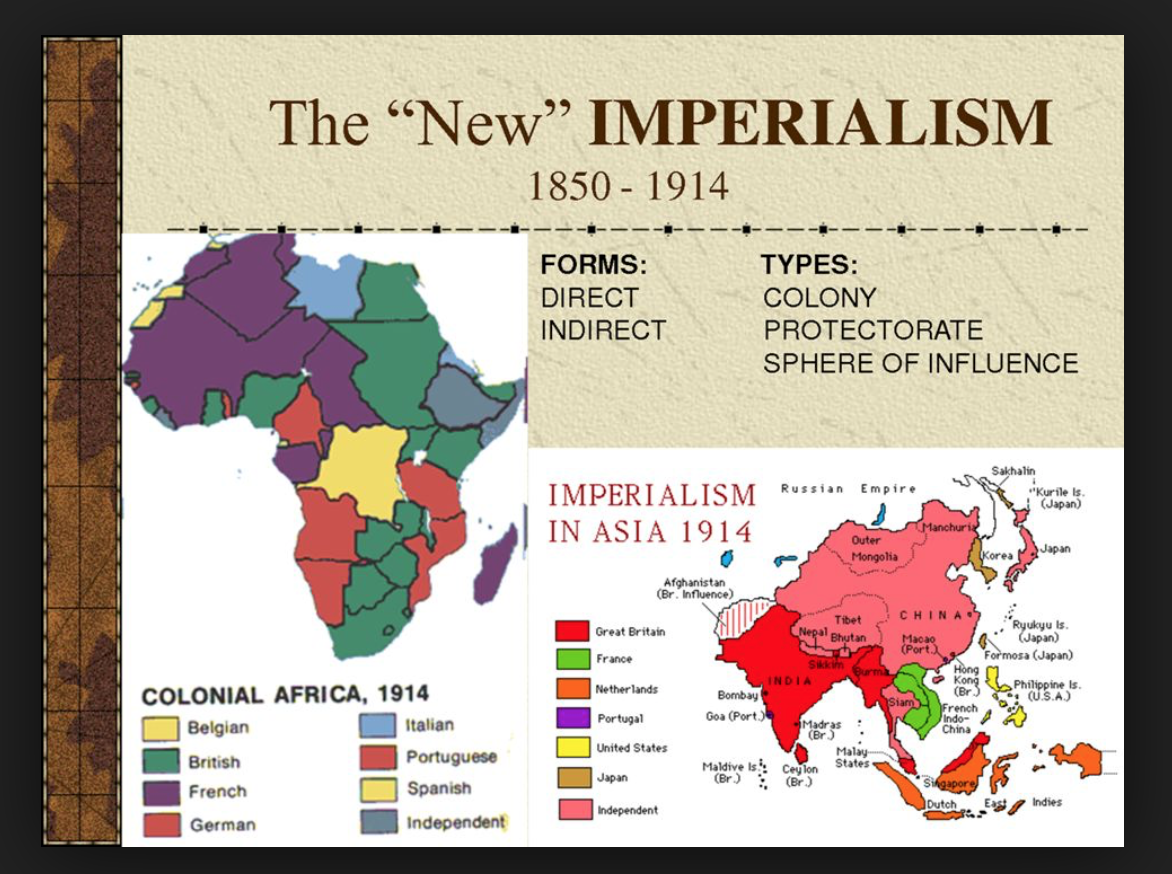 The “New” IMPERIALISM
1850 - 1914
FORMS:
DIRECT
INDIRECT
TYPES:
COLONY
PROTECTORATE
SPHERE OF INFLUENCE
COLONIAL AFRICA, 1914
Belgian
British
French
German
Italian
Portuguese
Spanish
Independent
IMPERIALISM
IN ASIA 1914
Great Britain
France
Netherlands
Portugal
United States
Japan
Independent
Russian Empire
Sakhalin
Kurile Is.
(Japan)
Manchuria
Outer
Mongolia
Korea
Japan
Afghanistan
(Br. Influence)
CHINA
Tibet
Nepal
Bhutan
Sikkim
Macao
(Port.)
Ryukyu Is.
(Japan)
Formosa (Japan)
Burma
Hong
Kong
(Br.)
INDIA
Philippine Is.
(U.S.A.)
Bombay
Goa (Port.)
Siam
French
Indo-
China
Madras
(Br.)
Malay
States
Maldive Is.
(Br.)
Ceylon
(Br.)
Singapore
Dutch East Indies